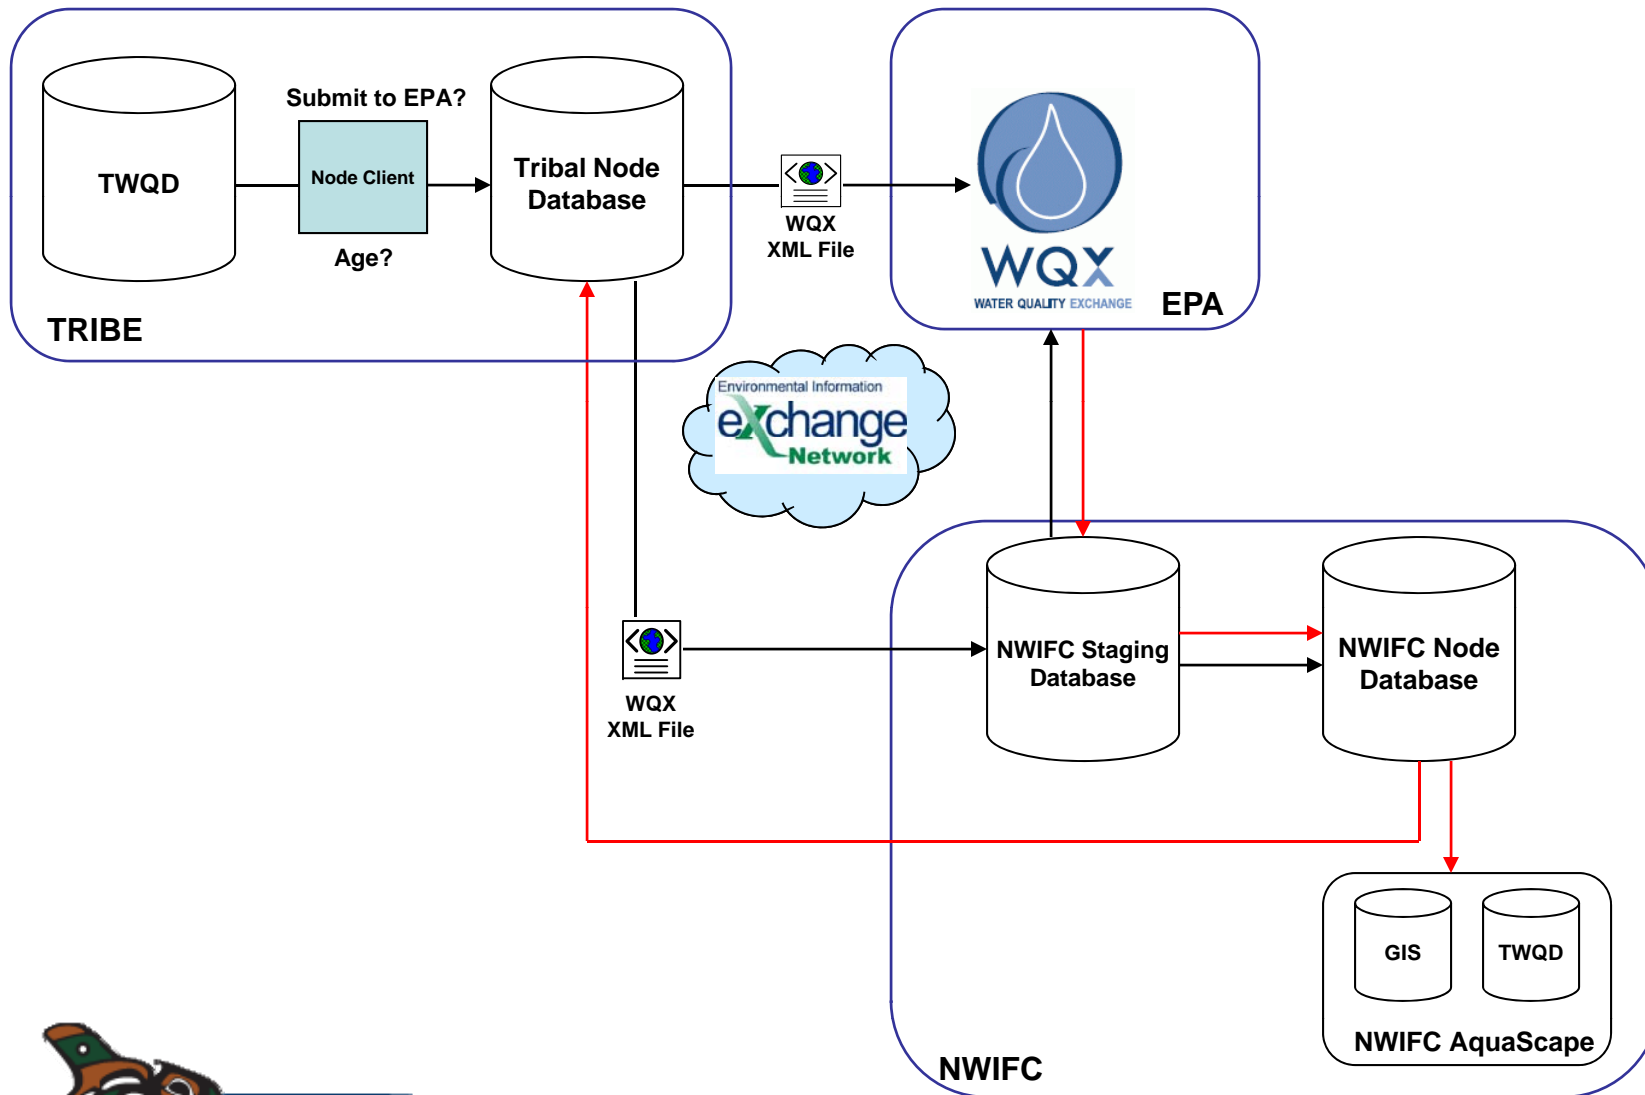 TWQD
Submit to EPA?
Node Client
Age?
Tribal Node
Database
TRIBE
WQX
XML File
WQX
WATER QUALITY EXCHANGE
EPA
Environmental Information
eXchange
Network
WQX
XML File
NWIFC Staging
Database
NWIFC Node
Database
GIS
TWQD
NWIFC AquaScape
NWIFC